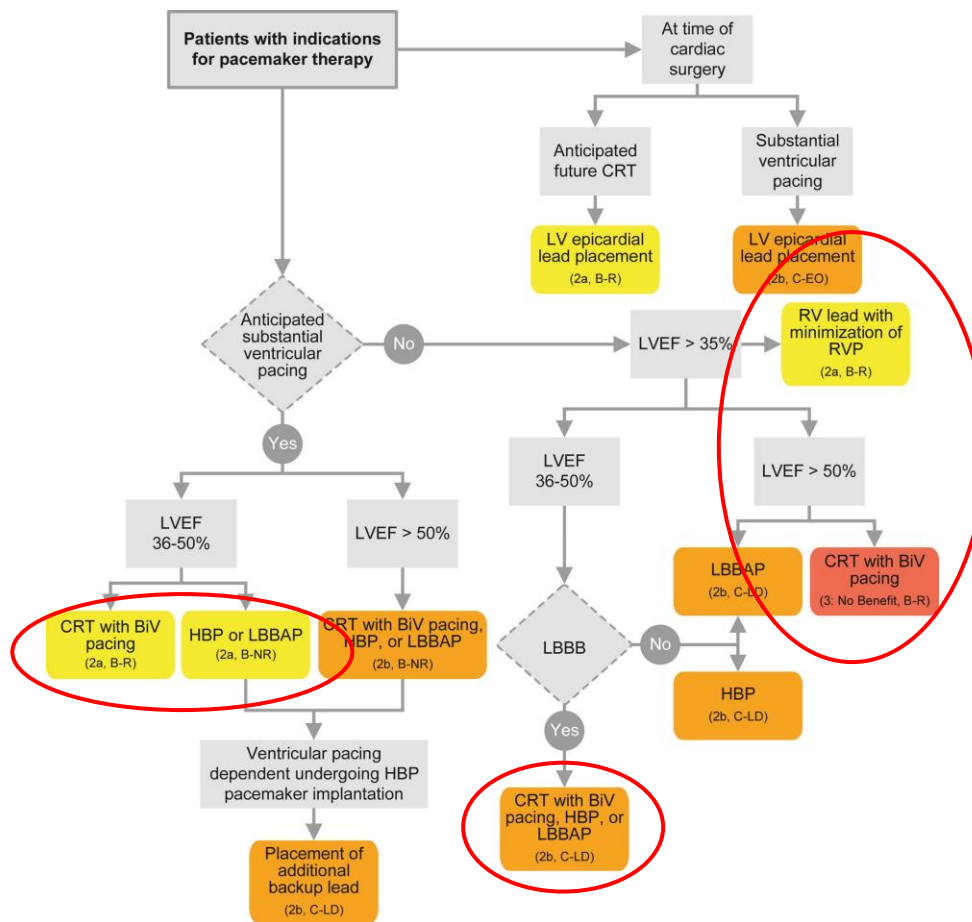 Patients with indications
for pacemaker therapy
At time of
cardiac
surgery
Anticipated
future CRT
Substantial
ventricular
pacing
LV epicardial
lead placement
(2a, B-R)
LV epicardial
lead placement
(2b, C-EO)
Anticipated
substantial
ventricular
pacing
No
LVEF > 35%
RV lead with
minimization of
RVP
(2a, B-R)
Yes
LVEF
36-50%
LVEF > 50%
LVEF
36-50%
LVEF > 50%
CRT with BiV
pacing
(2a, B-R)
HBP or LBBAP
(2a, B-NR)
CRT with BiV pacing,
HBP, or LBBAP
(2b, B-NR)
LBBAP
(2b, C-LD)
CRT with BiV
pacing
(3: No Benefit, B-R)
LBBB
No
HBP
(2b, C-LD)
Yes
Ventricular pacing
dependent undergoing HBP
pacemaker implantation
CRT with BiV
pacing, HBP, or
LBBAP
(2b, C-LD)
Placement of
additional
backup lead
(2b, C-LD)